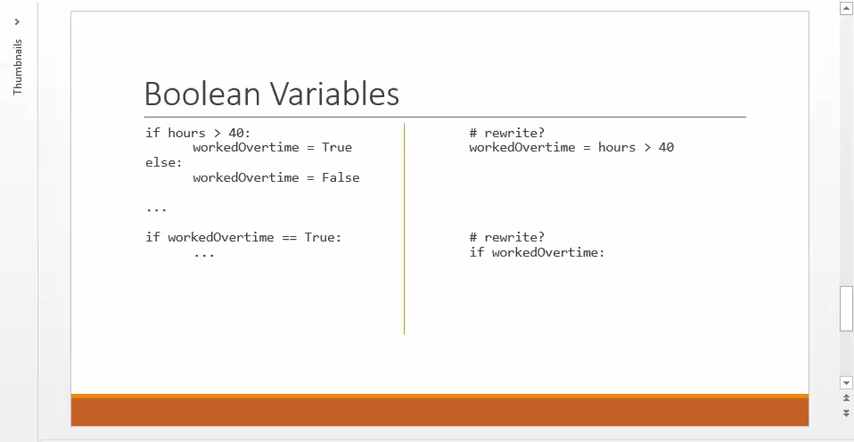 Thumbnails
Boolean Variables
if hours > 40:
workedOvertime = True
else:
workedOvertime = False
...
if workedOvertime == True:
...
# rewrite?
workedOvertime = hours > 40
# rewrite?
if workedOvertime: